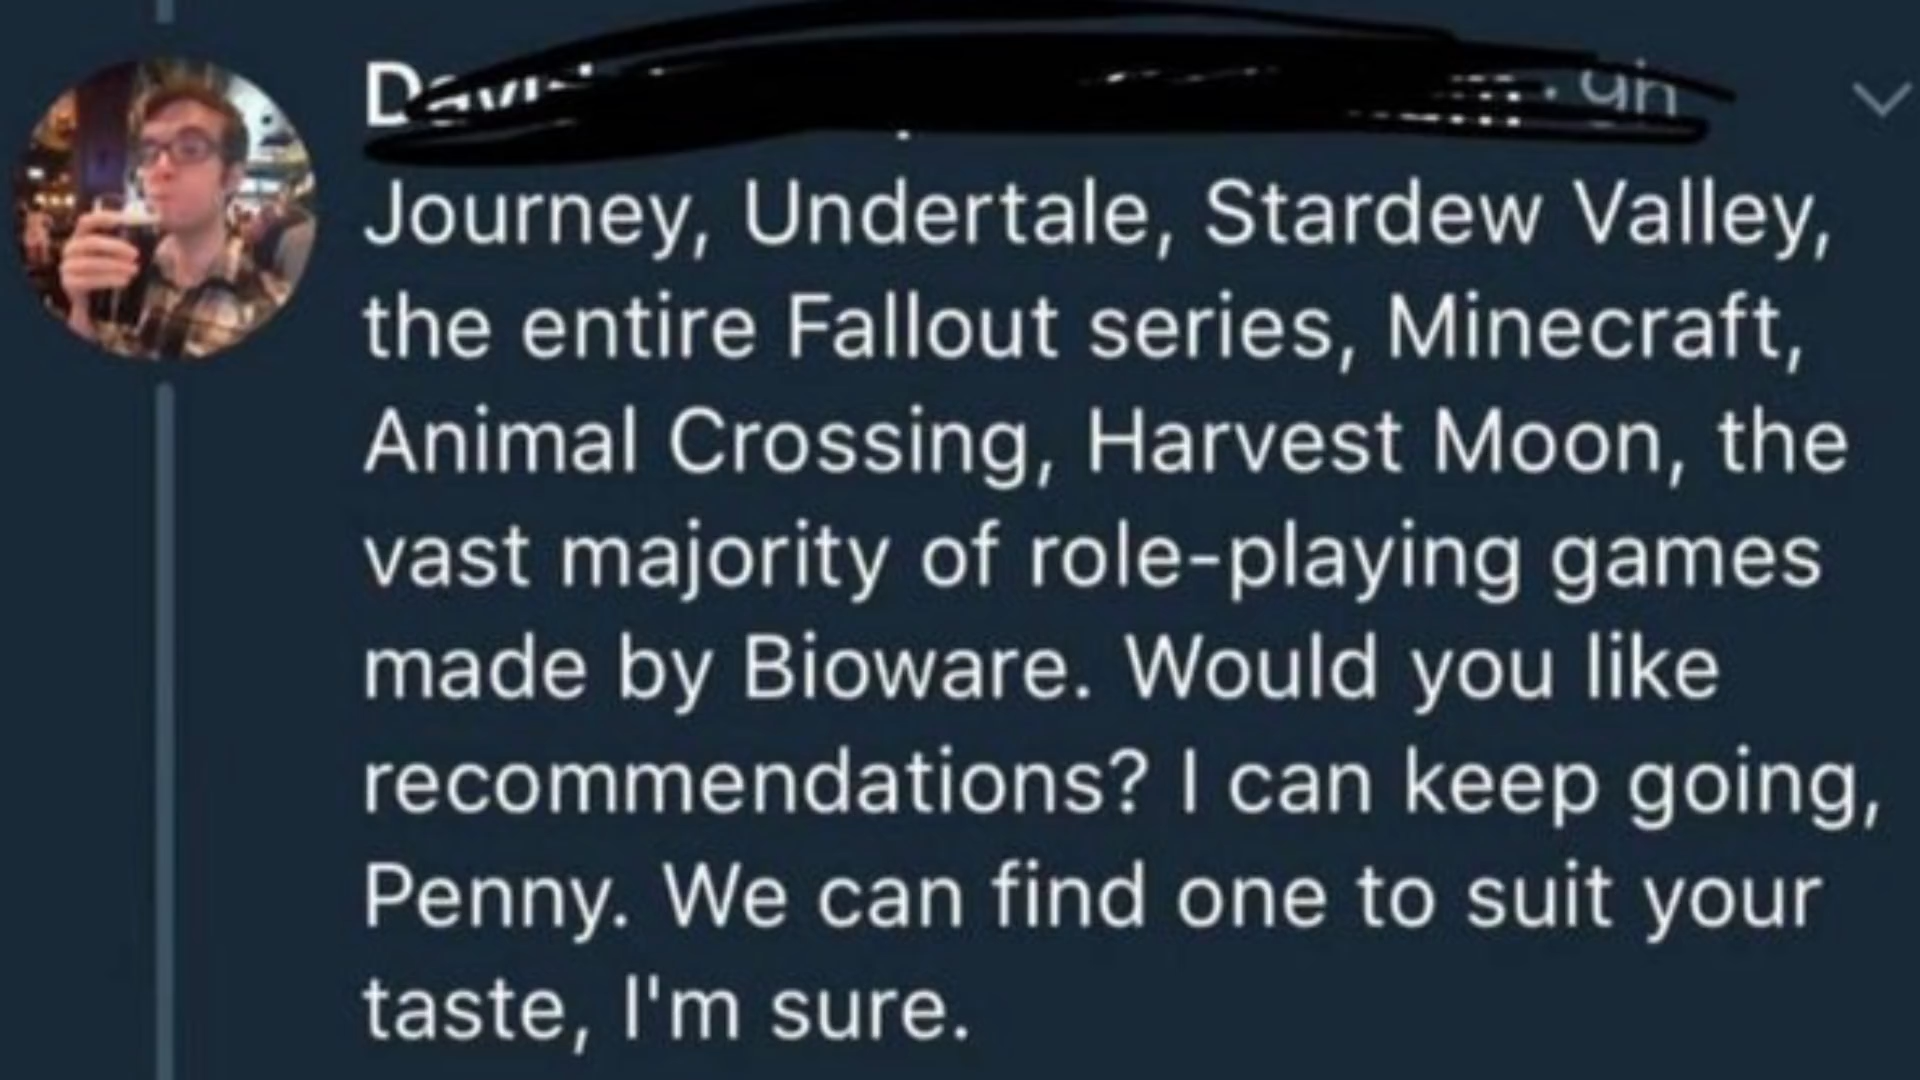 Journey, Undertale, Stardew Valley,
the entire Fallout series, Minecraft,
Animal Crossing, Harvest Moon, the
vast majority of role-playing games
made by Bioware. Would you like
recommendations? I can keep going,
Penny. We can find one to suit your
taste, I'm sure.